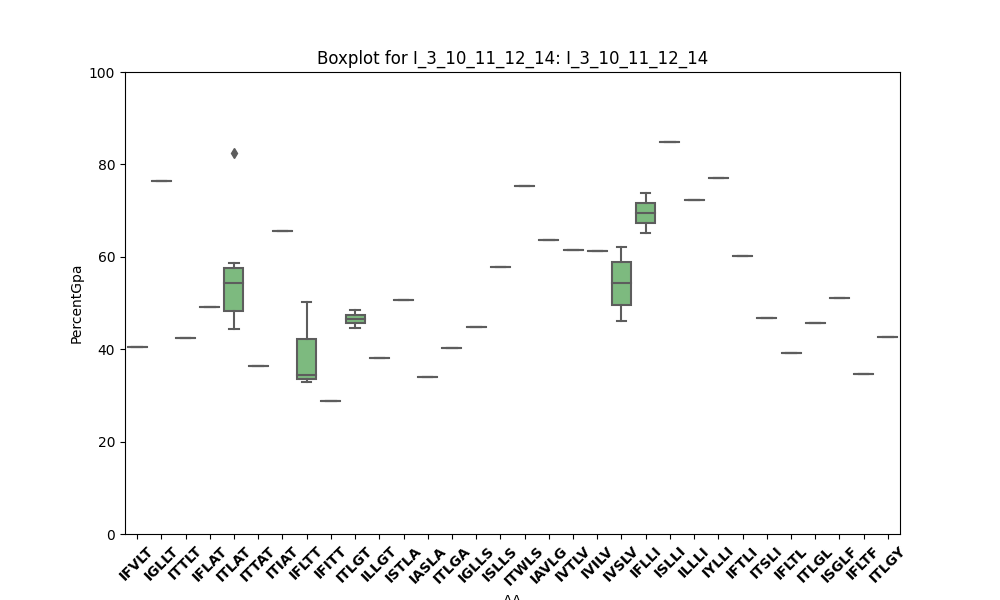 Boxplot for I_3_10_11_12_14: I_3_10_11_12_14
PercentGpa
100
80
60
40
20
0
IFVLT
IGLLT
ITTLT
IFLAT
ITLAT
ITTAT
ITIAT
IFLTT
IFITT
ITLGT
ILLGT
ISTLA
IASLA
ITLGA
IGLLS
ISLLS
ITWLS
IAVLG
IVTLV
IVILV
IVSLV
IFLLI
ISLLI
ILLLI
IYLLI
IFTLI
ITSLI
IFLTL
ITLGL
ISGLF
IFLTF
ITLGY
AA